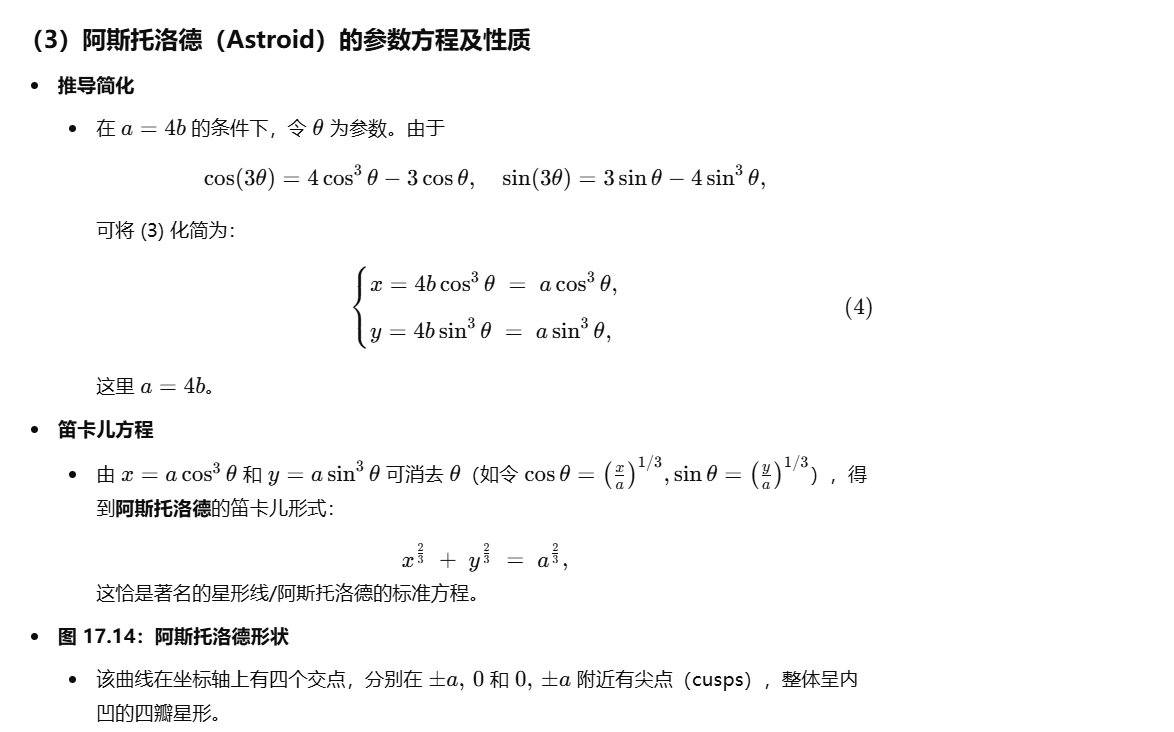 （3）阿斯托洛德（Astroid）的参数方程及性质
• 推导简化
• 在 a = 4b 的条件下，令 θ 为参数。由于
cos(3θ) = 4 cos³ θ − 3 cos θ, sin(3θ) = 3 sin θ − 4 sin³ θ,
可将 (3) 化简为：
x = 4b cos³ θ = a cos³ θ,
y = 4b sin³ θ = a sin³ θ,
(4)
这里 a = 4b。
• 笛卡儿方程
• 由 x = a cos³ θ 和 y = a sin³ θ 可消去 θ（如令 cos θ = (x/a)^{1/3}, sin θ = (y/a)^{1/3}），得
到阿斯托洛德的笛卡儿形式：
x^{2/3} + y^{2/3} = a^{2/3},
这恰是著名的星形线/阿斯托洛德的标准方程。
• 图 17.14：阿斯托洛德形状
• 该曲线在坐标轴上有四个交点，分别在 ±a, 0 和 0, ±a 附近有尖点（cusps），整体呈内
凹的四瓣星形。